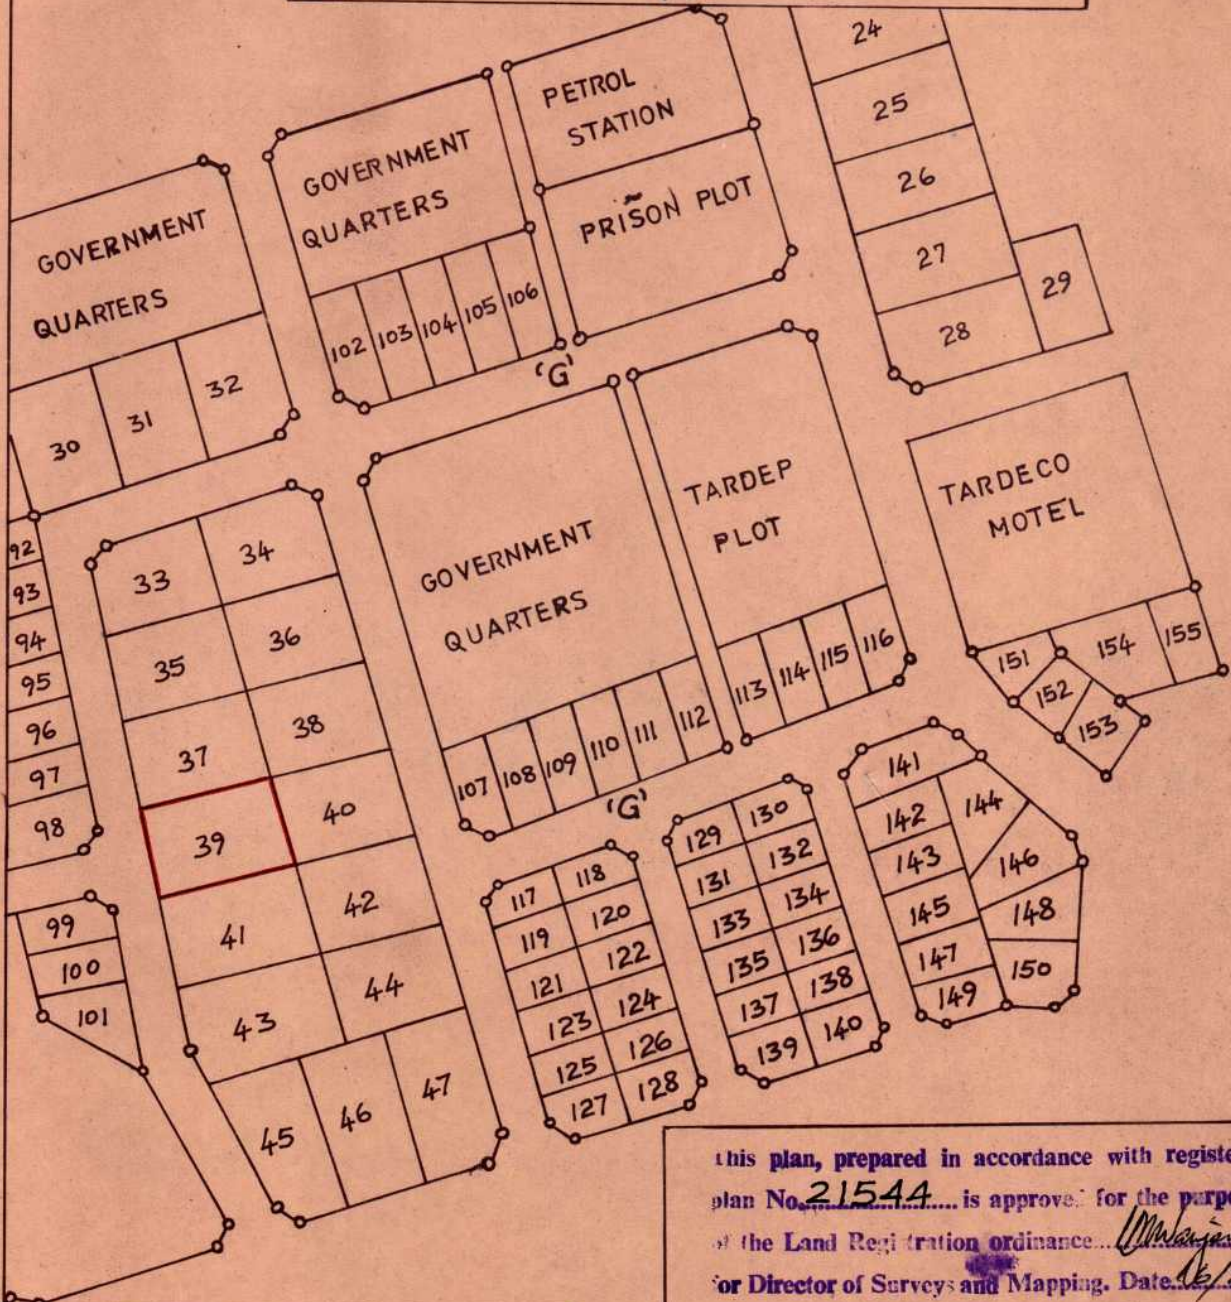 24
PETROL
STATION
25
GOVERNMENT
QUARTERS
26
PRISON PLOT
GOVERNMENT
QUARTERS
27
29
28
102 103 104 105 106
'G'
30 31 32
TARDEP
PLOT
TARDECO
MOTEL
92
93
94
95
96
97
98
33 34
35 36
37 38
39 40
41 42
43 44
45 46 47
GOVERNMENT
QUARTERS
107 108 109 110 111 112
113 114 115 116
151 154 155
152
153
'G'
99
100
101
117 118
119 120
121 122
123 124
125 126
127 128
129 130
131 132
133 134
135 136
137 138
139 140
141
142 144
143 146
145 148
147 150
149
this plan, prepared in accordance with registe
plan No. 21544 is approve. for the purpo
the Land Regi tration ordinance
or Director of Surveys and Mapping. Date